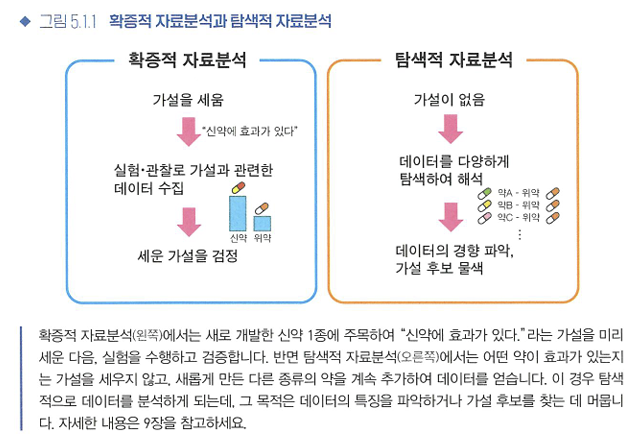 ◆ 그림 5.1.1 확증적 자료분석과 탐색적 자료분석
확증적 자료분석
가설을 세움
“신약에 효과가 있다”
실험·관찰로 가설과 관련한
데이터 수집
신약 위약
세운 가설을 검정
탐색적 자료분석
가설이 없음
데이터를 다양하게
탐색하여 해석
약A - 위약
약B - 위약
약C - 위약
⋮
데이터의 경향 파악,
가설 후보 물색
확증적 자료분석(왼쪽)에서는 새로 개발한 신약 1종에 주목하여 “신약에 효과가 있다.”라는 가설을 미리
세운 다음, 실험을 수행하고 검증합니다. 반면 탐색적 자료분석(오른쪽)에서는 어떤 약이 효과가 있는지
는 가설을 세우지 않고, 새롭게 만든 다른 종류의 약을 계속 추가하여 데이터를 얻습니다. 이 경우 탐색
적으로 데이터를 분석하게 되는데, 그 목적은 데이터의 특징을 파악하거나 가설 후보를 찾는 데 머뭅니
다. 자세한 내용은 9장을 참고하세요.